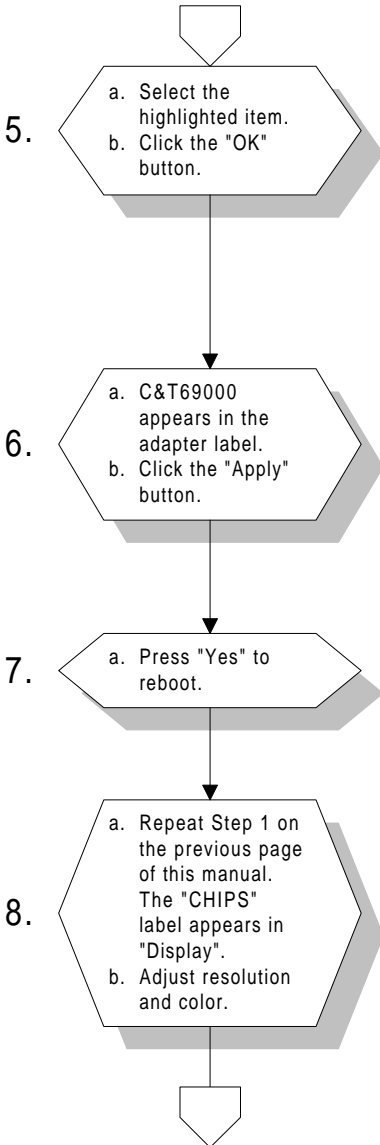 5.
a. Select the
highlighted item.
b. Click the "OK"
button.
6.
a. C&T69000
appears in the
adapter label.
b. Click the "Apply"
button.
7.
a. Press "Yes" to
reboot.
8.
a. Repeat Step 1 on
the previous page
of this manual.
The "CHIPS"
label appears in
"Display".
b. Adjust resolution
and color.